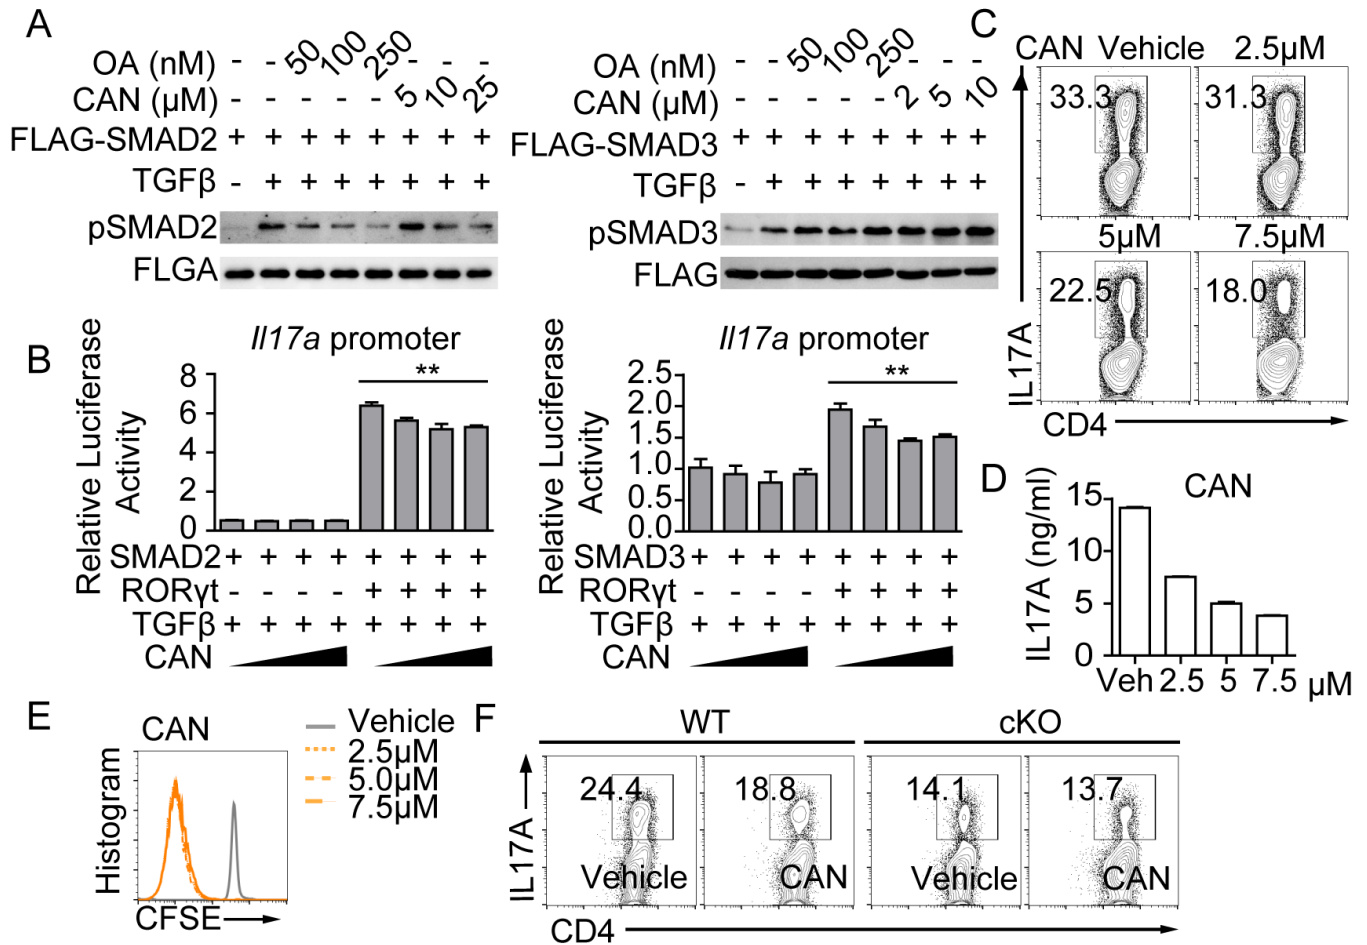 A
OA (nM) - - 50 100 250 - - -
CAN (μM) - - - - - 5 10 25
FLAG-SMAD2 + + + + + + + +
TGFβ - + + + + + + +
pSMAD2
FLGA
OA (nM) - - 50 100 250 - - -
CAN (μM) - - - - - 2 5 10
FLAG-SMAD3 + + + + + + + +
TGFβ - + + + + + + +
pSMAD3
FLAG
B
Il17a promoter
Relative Luciferase
Activity
8
6
4
2
0
**
SMAD2 + + + + + + + +
RORγt - - - - + + + +
TGFβ + + + + + + + +
CAN
Il17a promoter
Relative Luciferase
Activity
2.5
2.0
1.5
1.0
0.5
0.0
**
SMAD3 + + + + + + + +
RORγt - - - - + + + +
TGFβ + + + + + + + +
CAN
C
CAN Vehicle 2.5μM
33.3 31.3
5μM 7.5μM
22.5 18.0
IL17A
CD4
D
CAN
IL17A (ng/ml)
15
10
5
0
Veh 2.5 5 7.5 μM
E
CAN
Histogram
CFSE
Vehicle
2.5μM
5.0μM
7.5μM
F
WT cKO
24.4 18.8 14.1 13.7
Vehicle CAN Vehicle CAN
IL17A
CD4